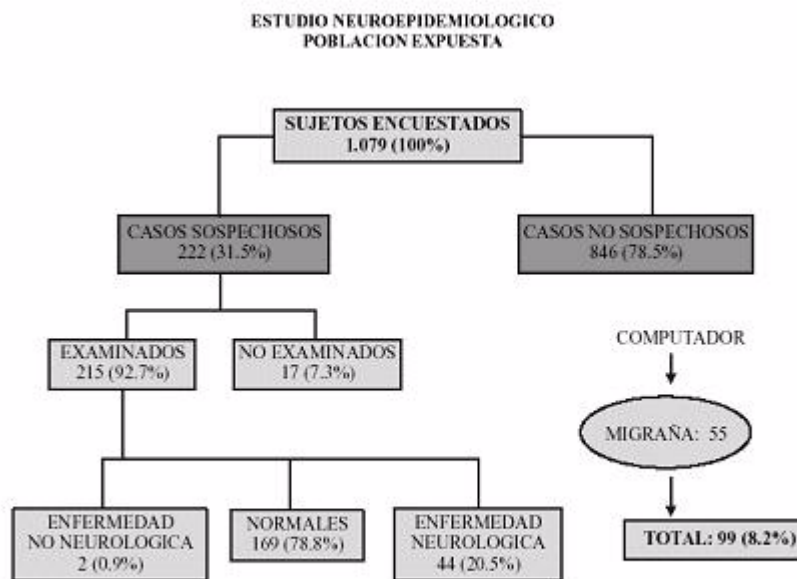 ESTUDIO NEUROEPIDEMIOLOGICO
POBLACION EXPUESTA
SUJETOS ENCUESTADOS
1.079 (100%)
CASOS SOSPECHOSOS
222 (31.5%)
CASOS NO SOSPECHOSOS
846 (78.5%)
EXAMINADOS
215 (92.7%)
NO EXAMINADOS
17 (7.3%)
COMPUTADOR
MIGRAÑA: 55
ENFERMEDAD
NO NEUROLOGICA
2 (0.9%)
NORMALES
169 (78.8%)
ENFERMEDAD
NEUROLOGICA
44 (20.5%)
TOTAL: 99 (8.2%)